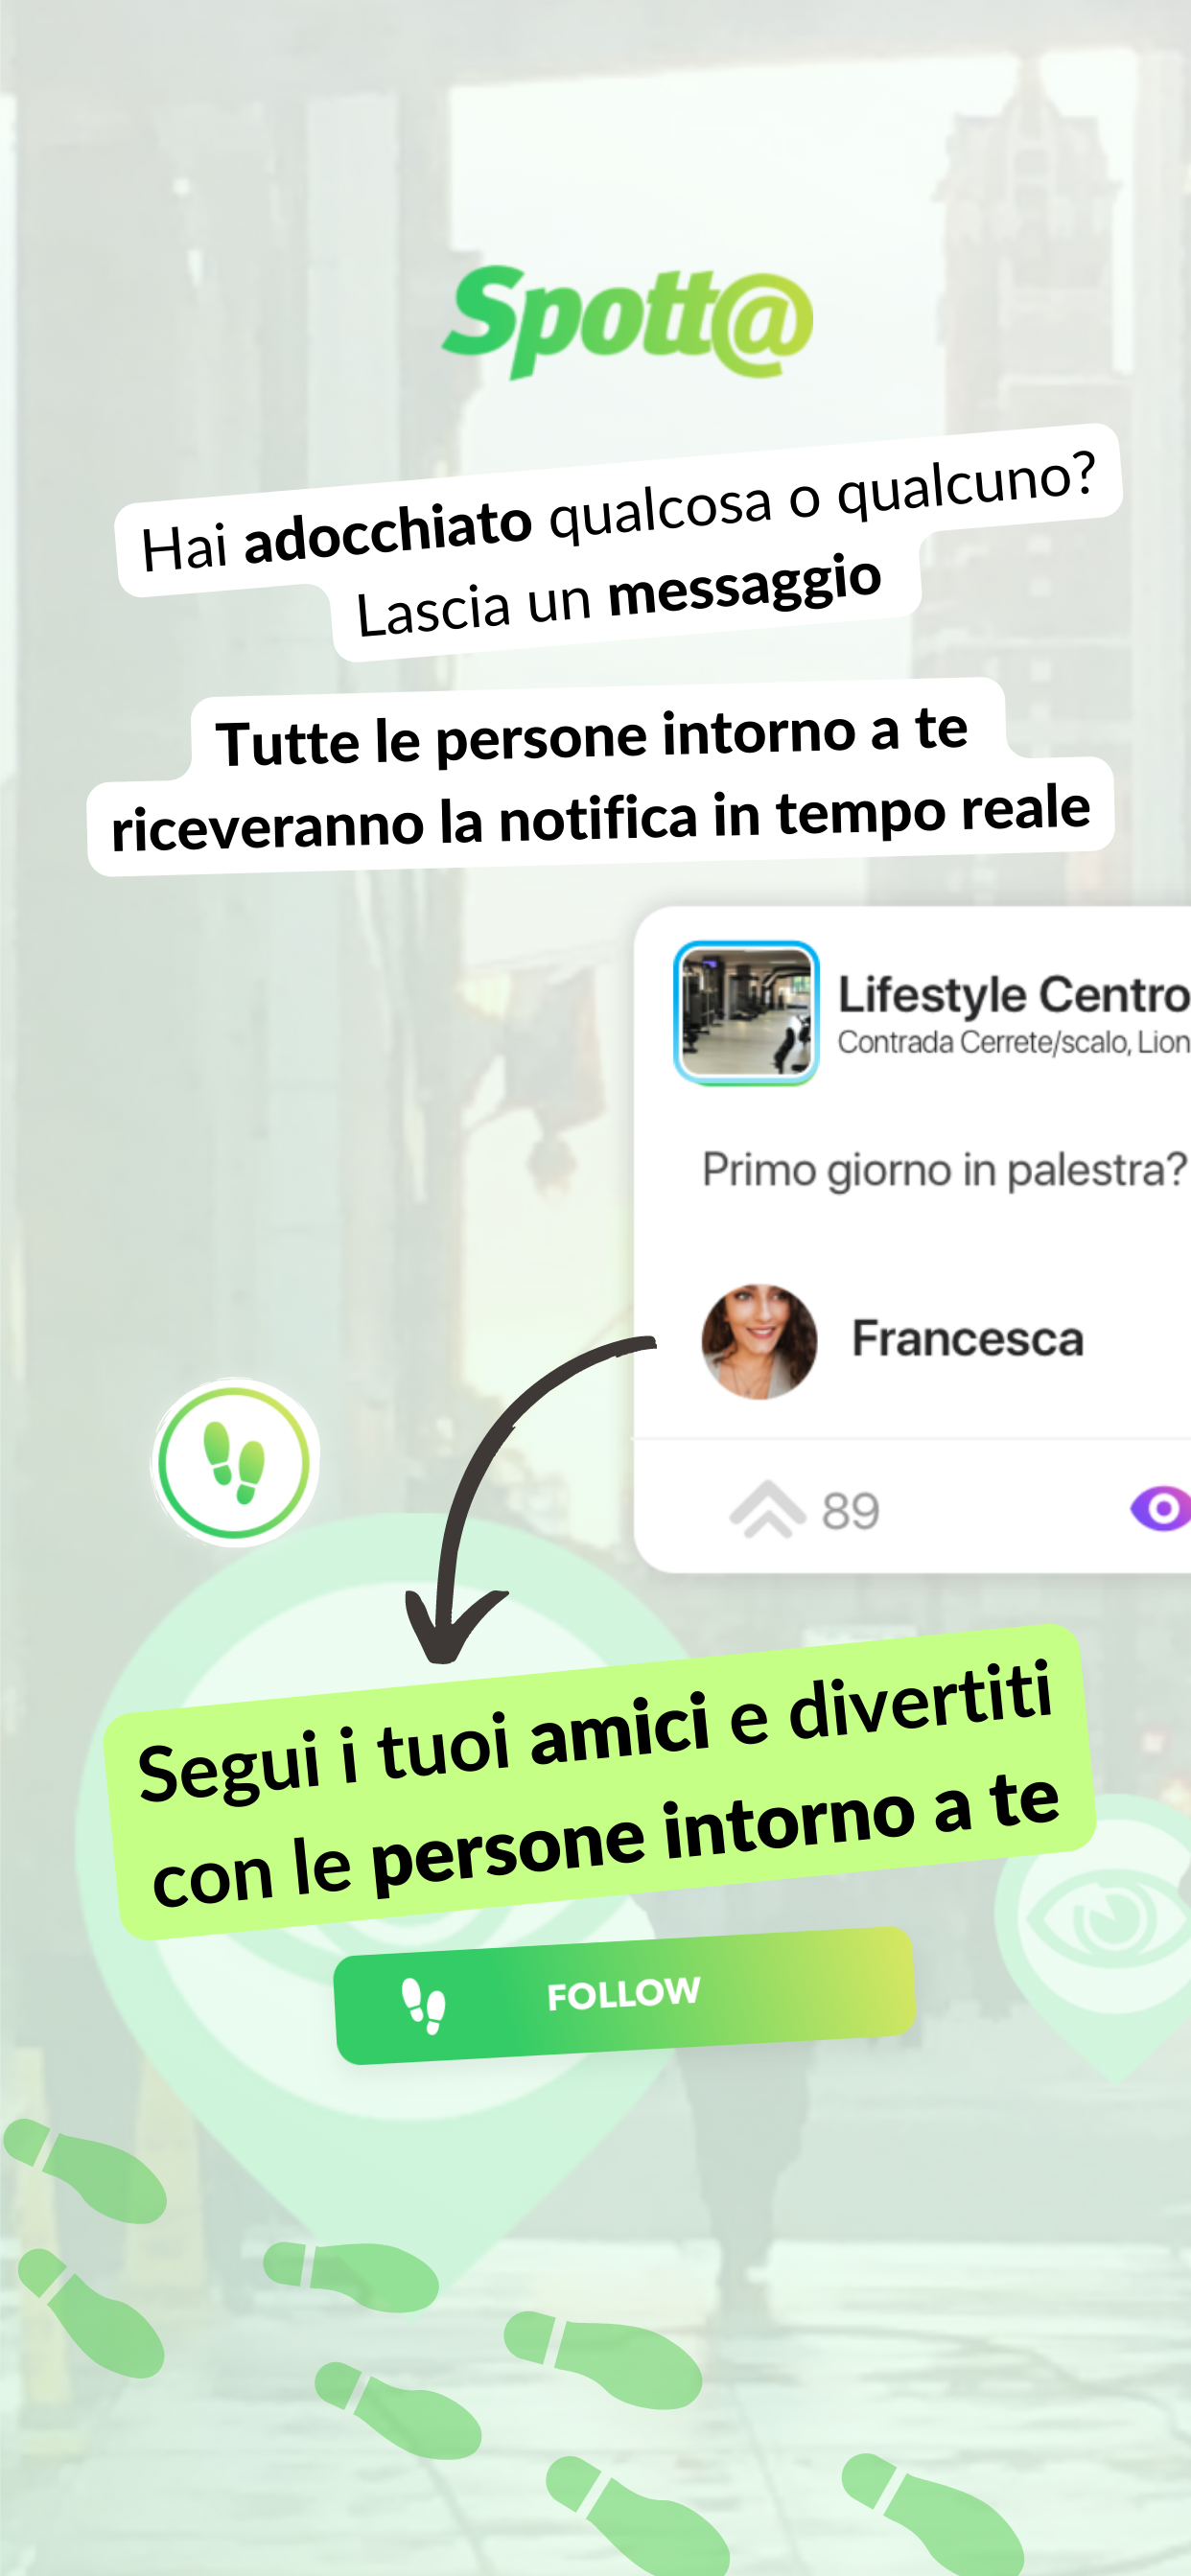 Spott@
Hai adocchiato qualcosa o qualcuno?
Lascia un messaggio
Tutte le persone intorno a te
riceveranno la notifica in tempo reale
Lifestyle Centro
Contrada Cerrete/scalo, Lion
Primo giorno in palestra?
Francesca
89
Segui i tuoi amici e divertiti
con le persone intorno a te
FOLLOW